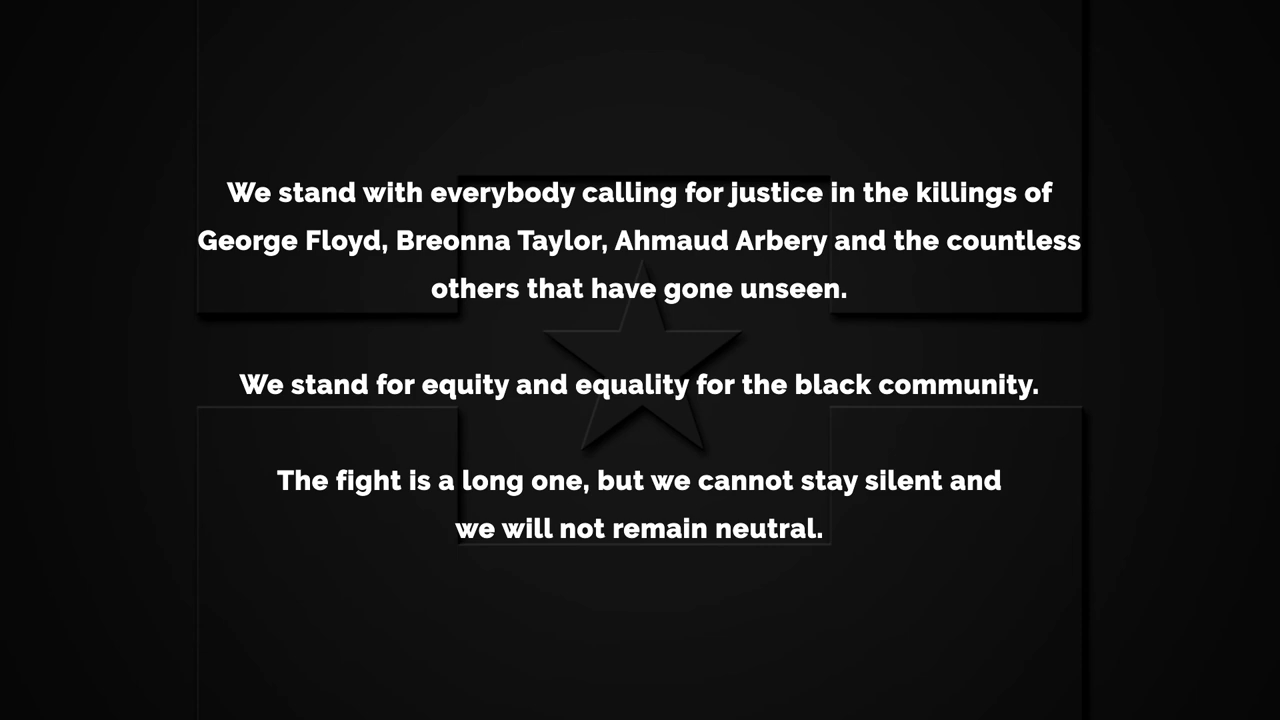 We stand with everybody calling for justice in the killings of
George Floyd, Breonna Taylor, Ahmaud Arbery and the countless
others that have gone unseen.
We stand for equity and equality for the black community.
The fight is a long one, but we cannot stay silent and
we will not remain neutral.